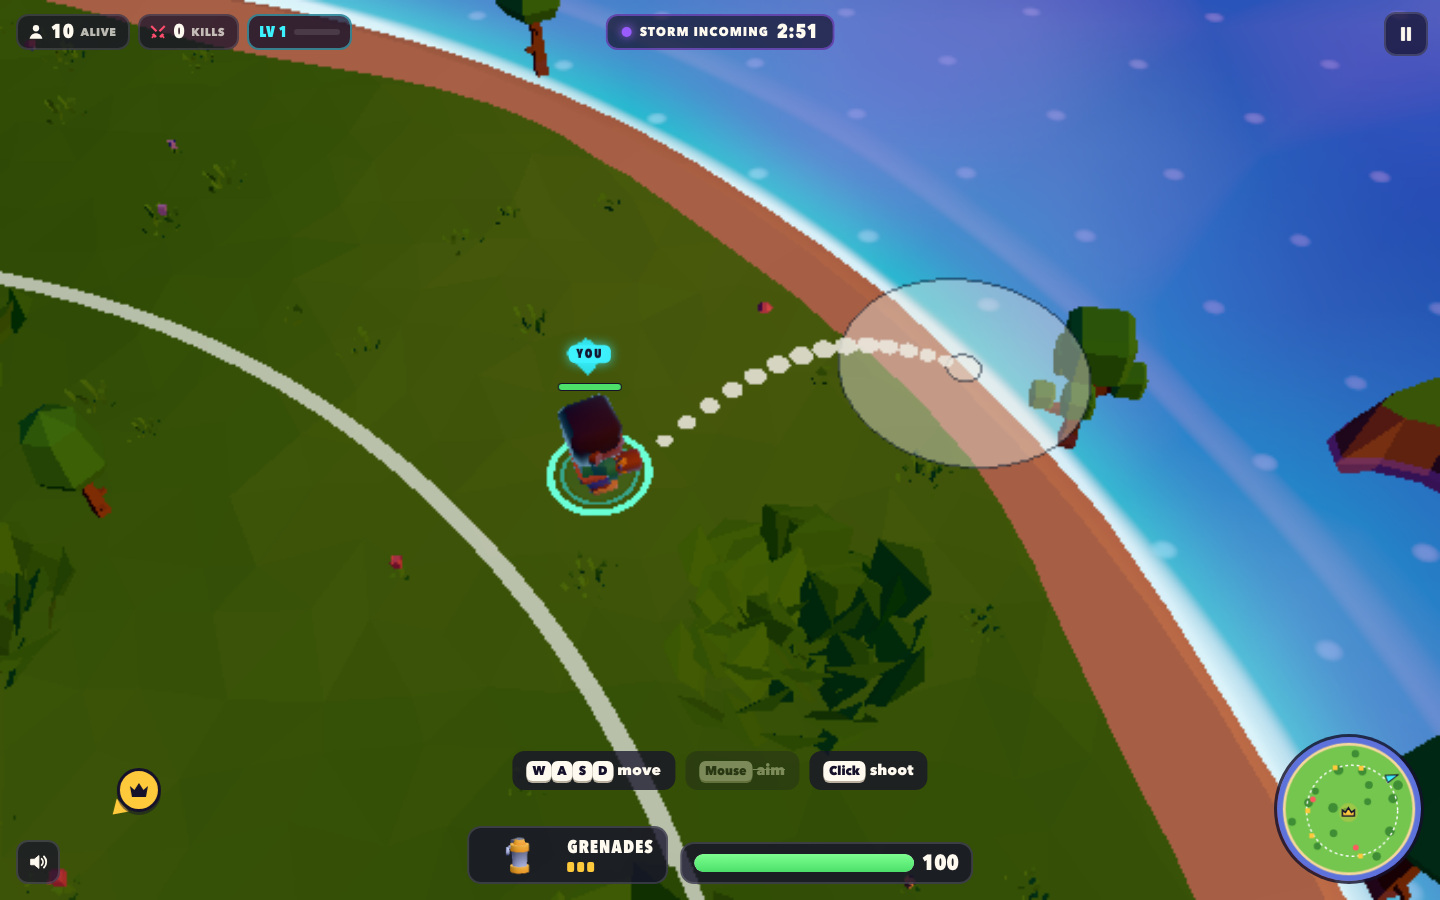 10 ALIVE
0 KILLS
LV 1
STORM INCOMING 2:51
YOU
W A S D move
Mouse aim
Click shoot
GRENADES
100